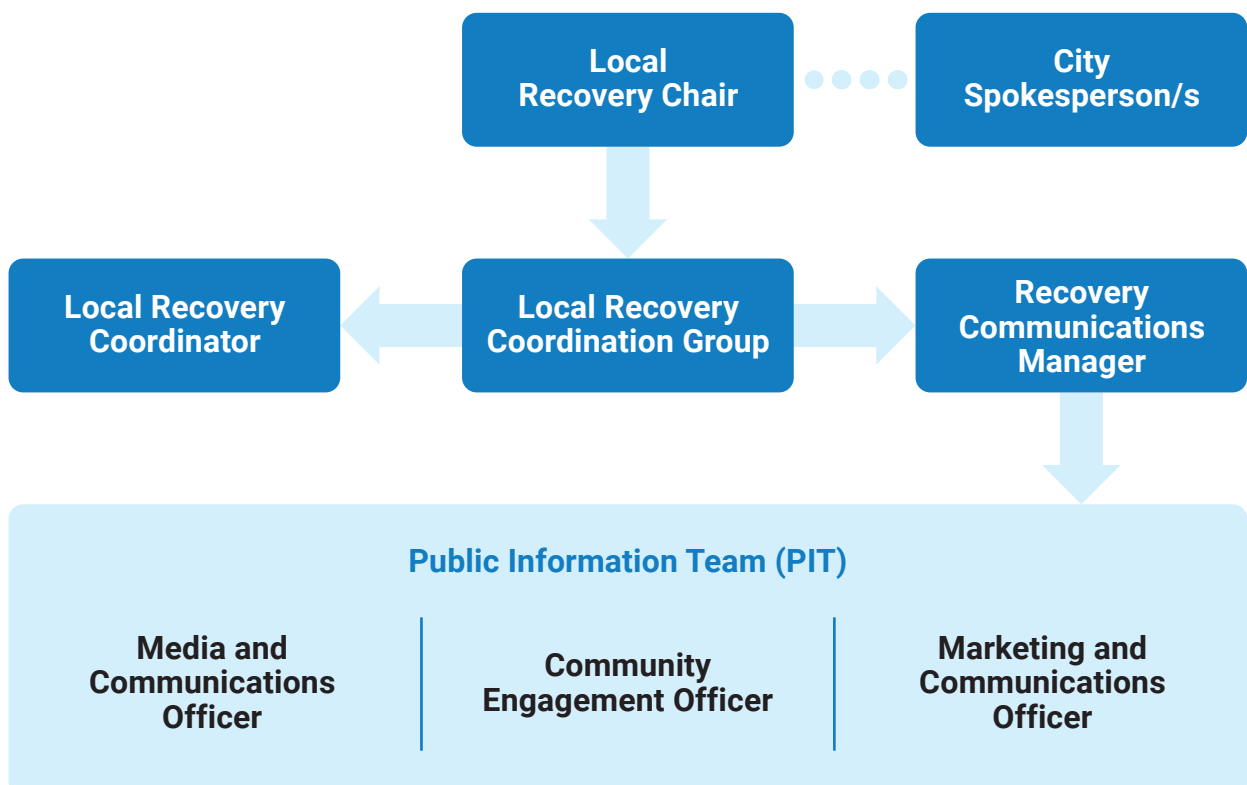 Local
Recovery Chair
City
Spokesperson/s
Local Recovery
Coordinator
Local Recovery
Coordination Group
Recovery
Communications
Manager
Public Information Team (PIT)
Media and
Communications
Officer
Community
Engagement Officer
Marketing and
Communications
Officer